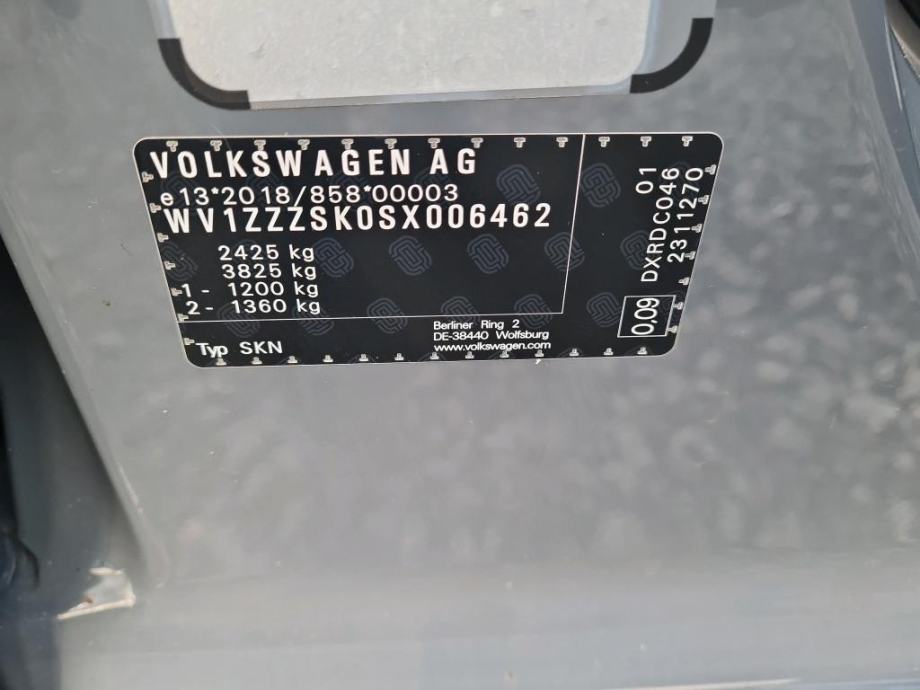 VOLKSWAGEN AG
e13*2018/858*00003
WV1ZZZSK0SX006462
2425 kg
3825 kg
1 - 1200 kg
2 - 1360 kg
Typ SKN
Berliner Ring 2
DE-38440 Wolfsburg
www.volkswagen.com
01
DXRDC046
2311270
0,09